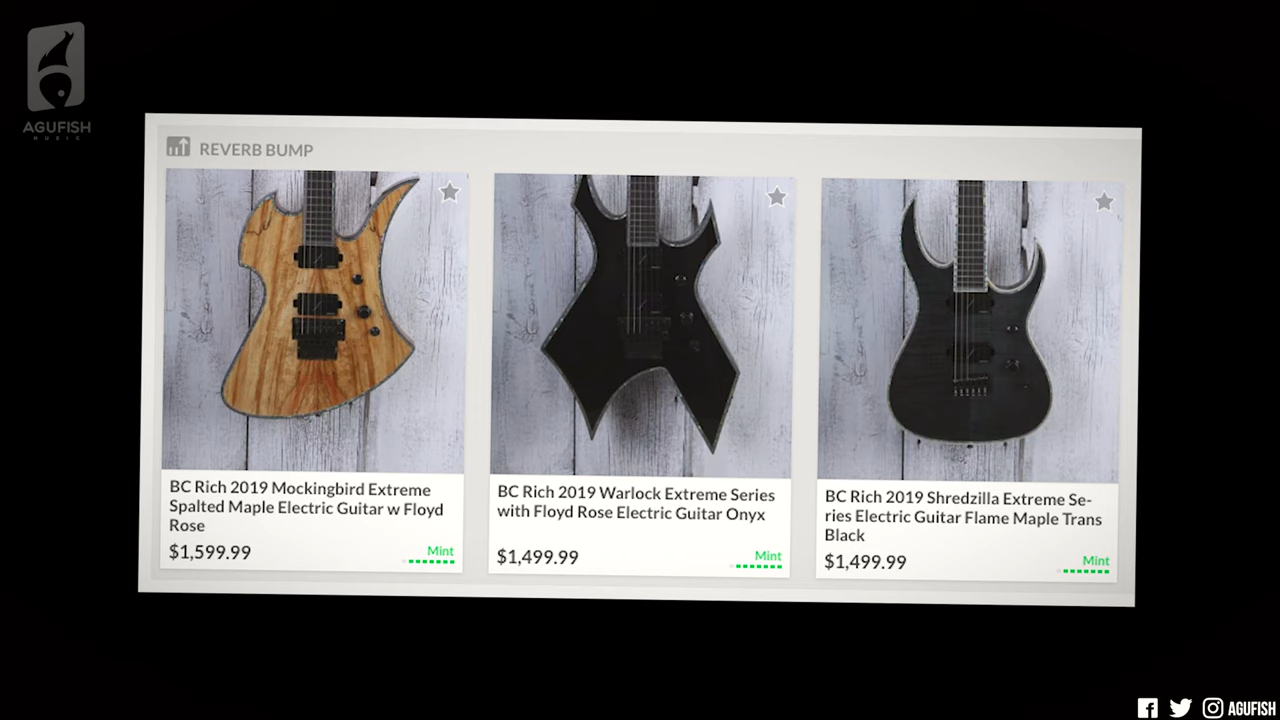 AGUFISH
MUSIC
REVERB BUMP
BC Rich 2019 Mockingbird Extreme
Spalted Maple Electric Guitar w Floyd
Rose
$1,599.99
Mint
BC Rich 2019 Warlock Extreme Series
with Floyd Rose Electric Guitar Onyx
$1,499.99
Mint
BC Rich 2019 Shredzilla Extreme Se-
ries Electric Guitar Flame Maple Trans
Black
$1,499.99
Mint
AGUFISH